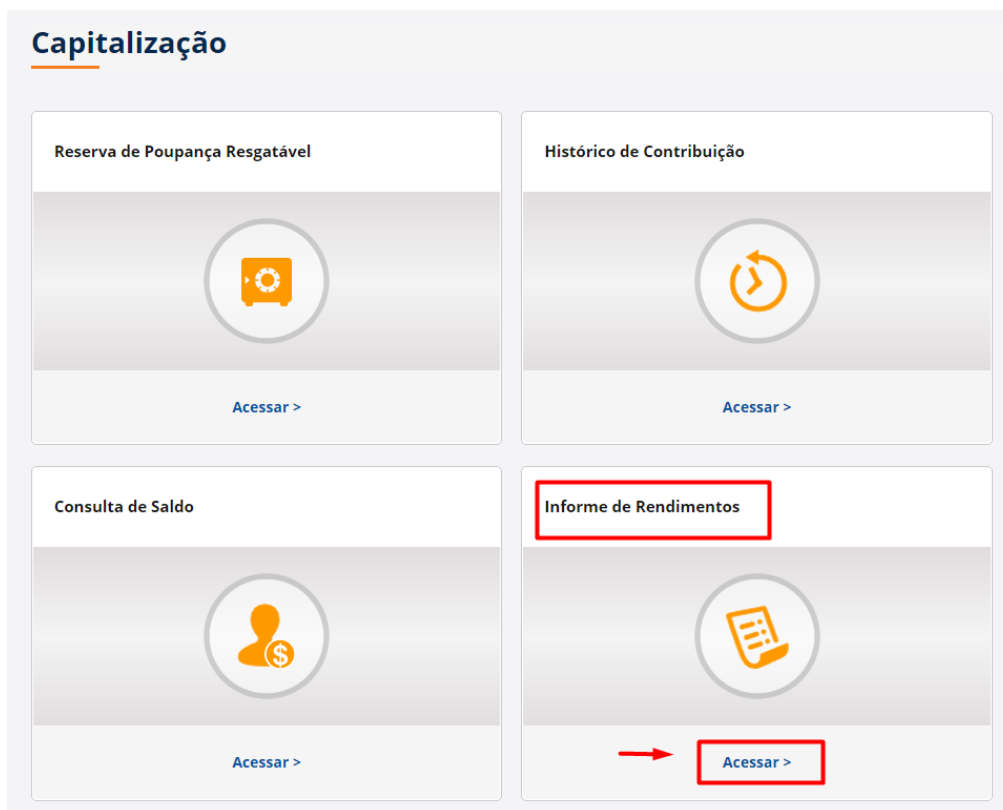 Capitalização
Reserva de Poupança Resgatável
Histórico de Contribuição
Acessar >
Acessar >
Consulta de Saldo
Informe de Rendimentos
$
Acessar >
Acessar >